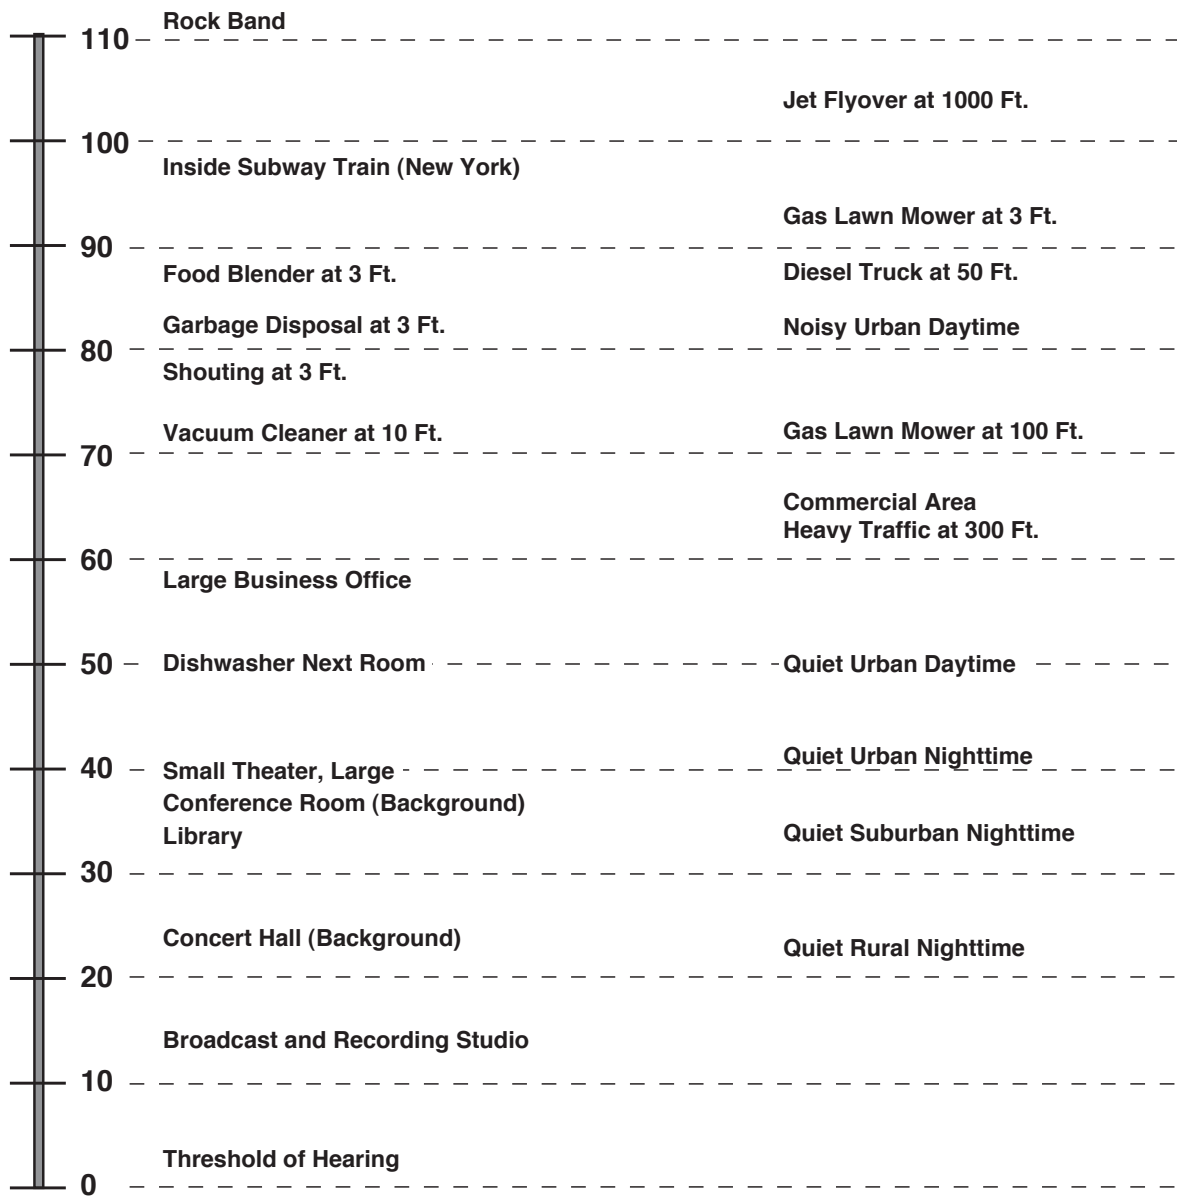 Rock Band
110
Jet Flyover at 1000 Ft.
100
Inside Subway Train (New York)
Gas Lawn Mower at 3 Ft.
90
Food Blender at 3 Ft.
Diesel Truck at 50 Ft.
Garbage Disposal at 3 Ft.
Noisy Urban Daytime
80
Shouting at 3 Ft.
Vacuum Cleaner at 10 Ft.
Gas Lawn Mower at 100 Ft.
70
Commercial Area
Heavy Traffic at 300 Ft.
60
Large Business Office
50
Dishwasher Next Room
Quiet Urban Daytime
Quiet Urban Nighttime
40
Small Theater, Large
Conference Room (Background)
Library
Quiet Suburban Nighttime
30
Concert Hall (Background)
Quiet Rural Nighttime
20
Broadcast and Recording Studio
10
Threshold of Hearing
0